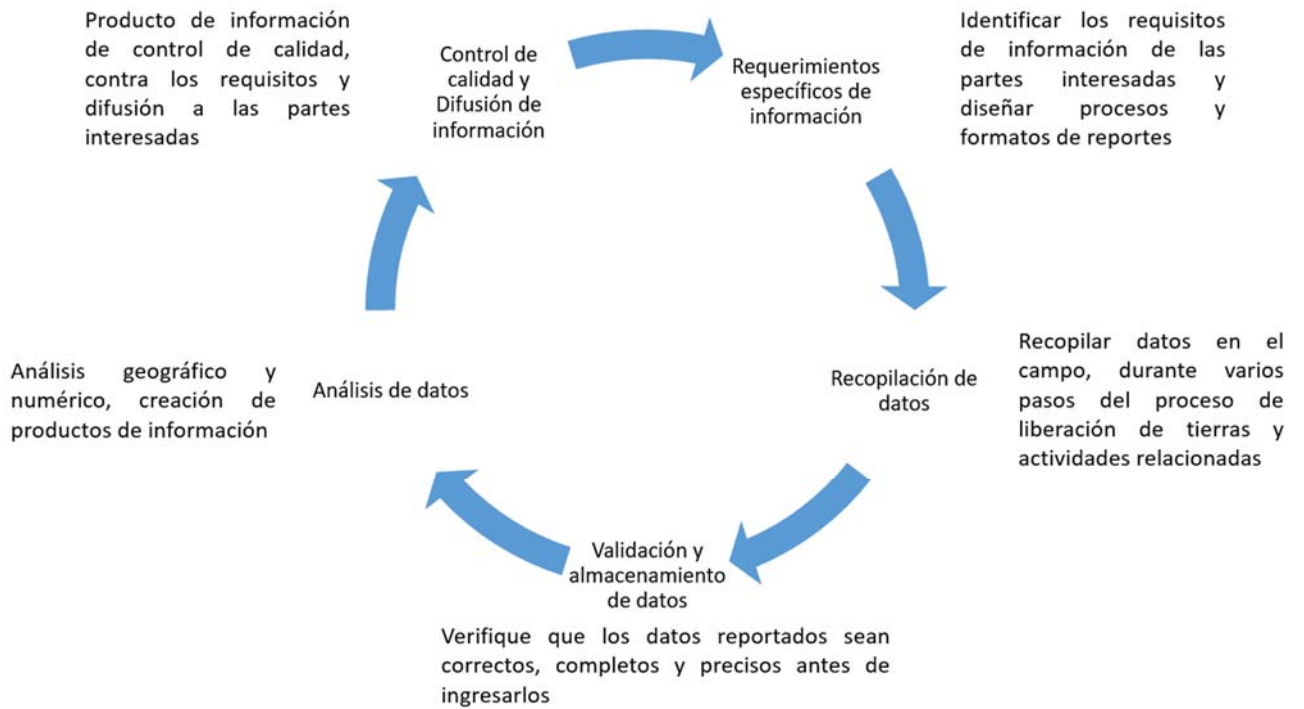 Producto de información
de control de calidad,
contra los requisitos y
difusión a las partes
interesadas
Control de
calidad y
Difusión de
información
Requerimientos
específicos de
información
Identificar los requisitos
de información de las
partes interesadas y
diseñar procesos y
formatos de reportes
Recopilación de
datos
Recopilar datos en el
campo, durante varios
pasos del proceso de
liberación de tierras y
actividades relacionadas
Validación y
almacenamiento
de datos
Verifique que los datos reportados sean
correctos, completos y precisos antes de
ingresarlos
Análisis de datos
Análisis geográfico y
numérico, creación de
productos de información